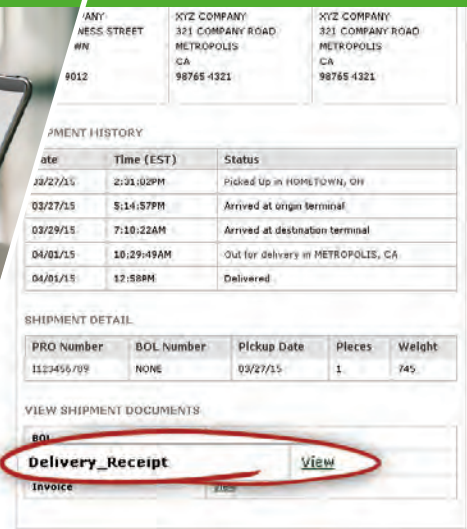 XYZ COMPANY XYZ COMPANY
NESS STREET 321 COMPANY ROAD 321 COMPANY ROAD
METROPOLIS METROPOLIS
CA CA
9012 98765 4321 98765 4321
SHIPMENT HISTORY
Date Time (EST) Status
03/27/15 2:31:02PM Picked Up in HOMETOWN, OH
03/27/15 5:14:57PM Arrived at origin terminal
03/29/15 7:10:22AM Arrived at destination terminal
04/01/15 10:29:49AM Out for delivery in METROPOLIS, CA
04/01/15 12:58PM Delivered
SHIPMENT DETAIL
PRO Number BOL Number Pickup Date Pieces Weight
1123456709 NONE 03/27/15 1 745
VIEW SHIPMENT DOCUMENTS
BOL
Delivery_Receipt View
Invoice View